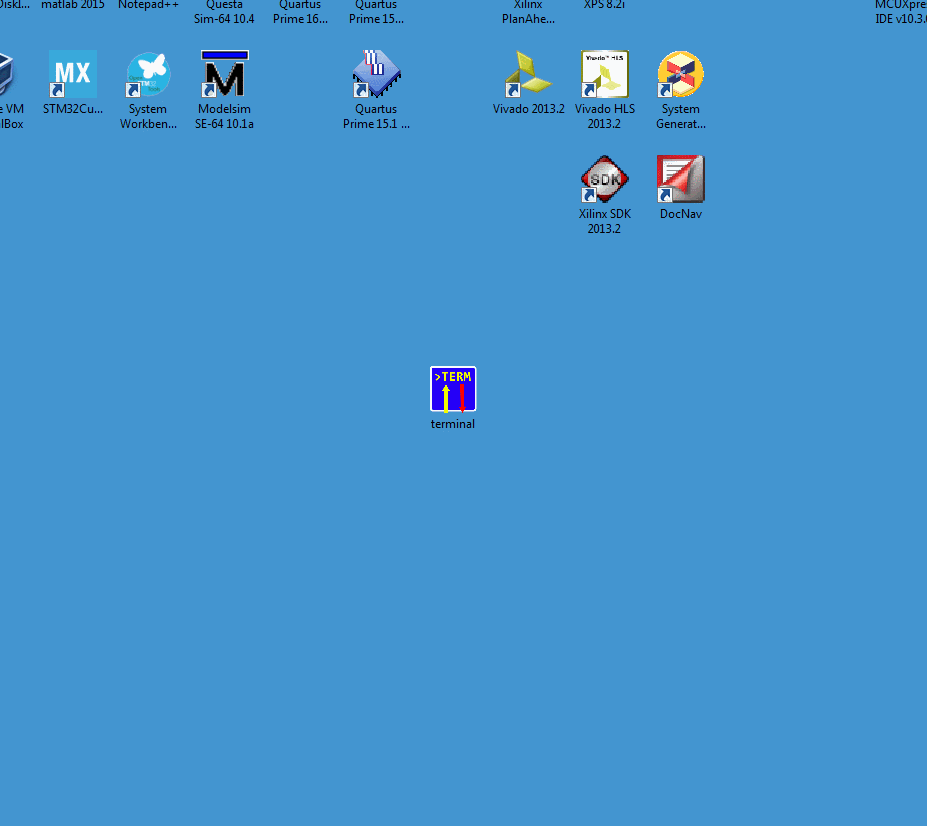 Diskl...
matlab 2015
Notepad++
Questa
Sim-64 10.4
Quartus
Prime 16...
Quartus
Prime 15...
Xilinx
PlanAhe...
XPS 8.2i
MCUXpre
IDE v10.3.0
e VM
lBox
MX
STM32Cu...
System
Workben...
M
Modelsim
SE-64 10.1a
Quartus
Prime 15.1 ...
Vivado 2013.2
Vivado™ HLS
Vivado HLS
2013.2
System
Generat...
SDK
Xilinx SDK
2013.2
DocNav
>TERM
terminal